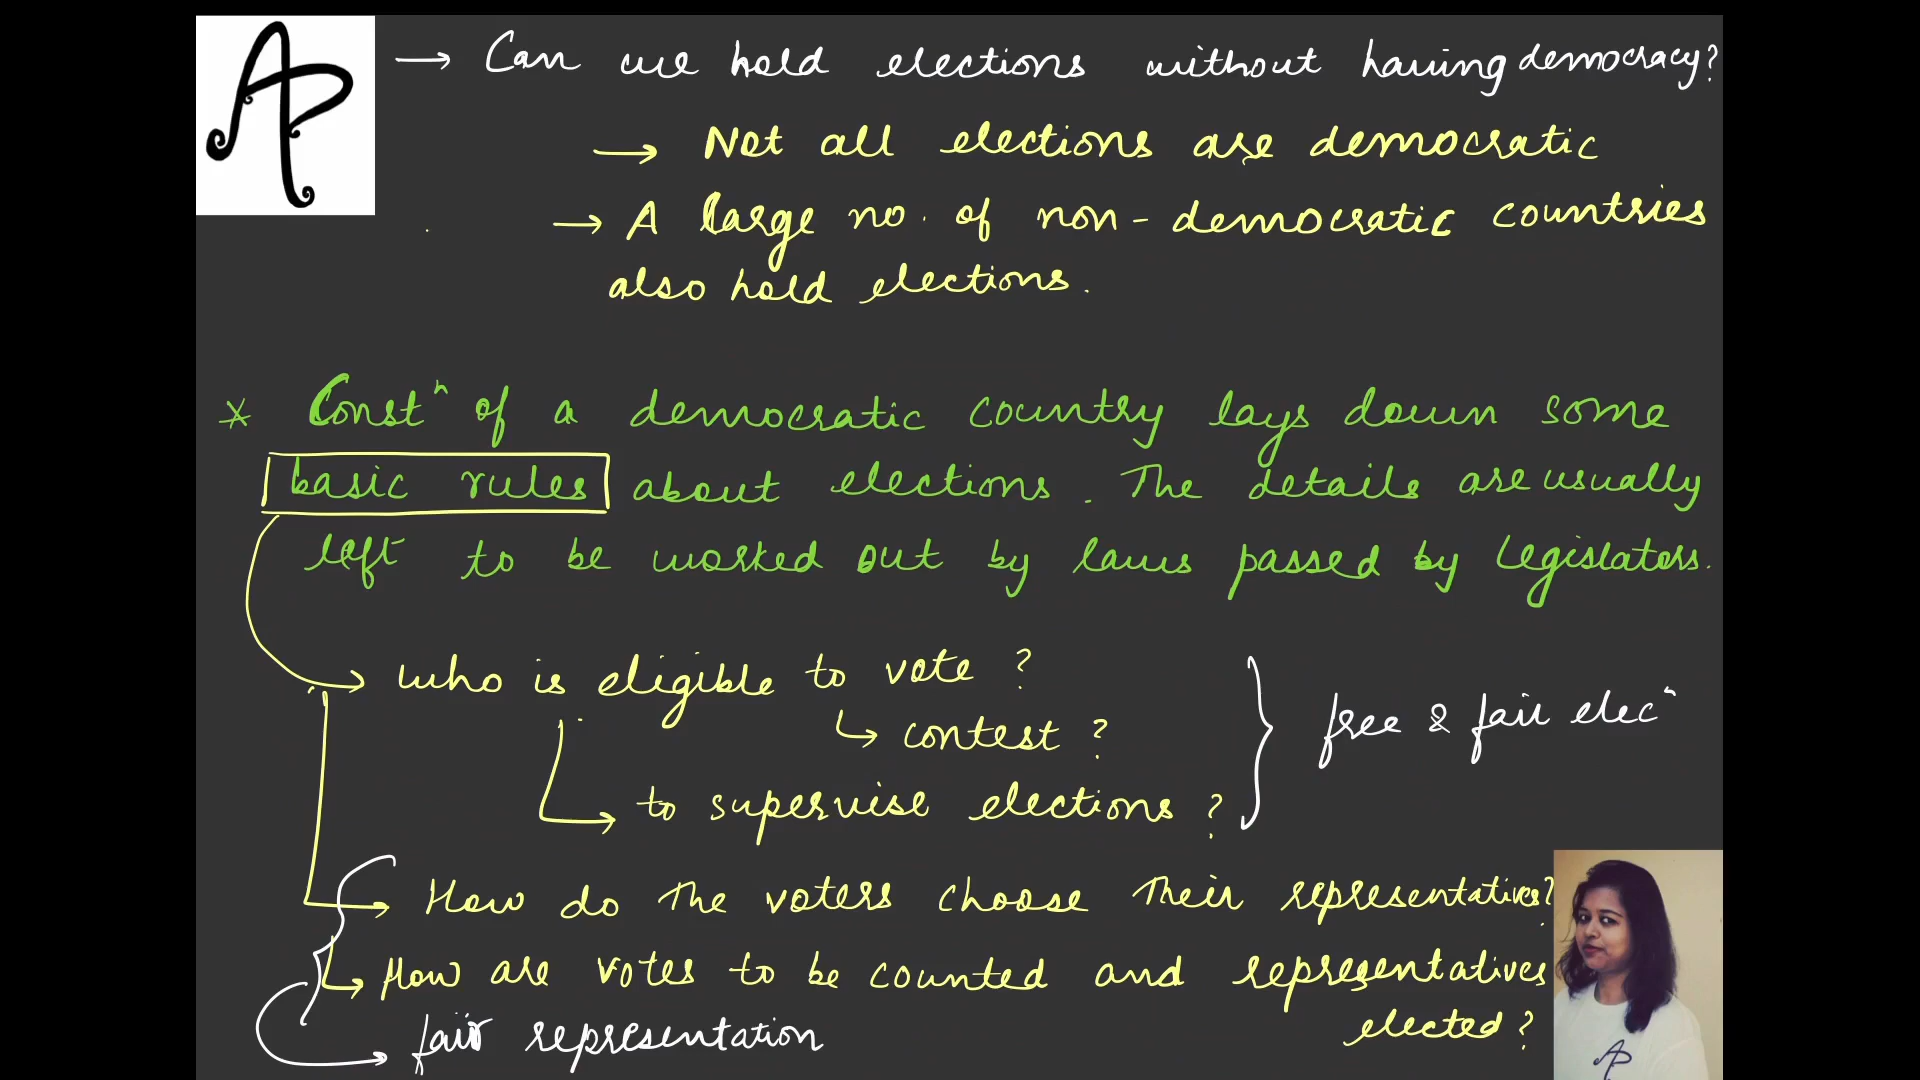 AP
→ Can we hold elections without having democracy?
→ Not all elections are democratic
→ A large no. of non-democratic countries
also hold elections.
* Constⁿ of a democratic country lays down some
basic rules about elections. The details are usually
left to be worked out by laws passed by legislators.
→ who is eligible to vote?
↳ contest?
→ to supervise elections?
free & fair elecⁿ
→ How do the voters choose their representatives?
↳ How are votes to be counted and representatives
elected?
→ fair representation
AP